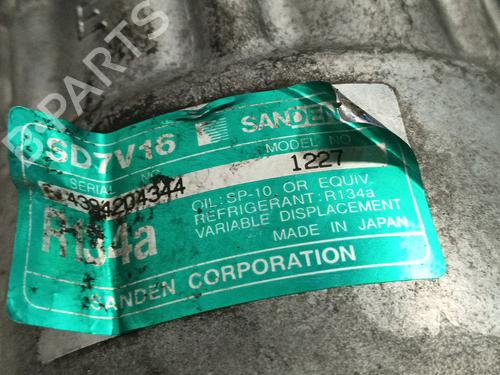 SD7V16 SANDEN
SERIAL NO. MODEL NO.
1227
OIL: SP-10, OR EQUIV.
REFRIGERANT: R134a
VARIABLE DISPLACEMENT
R134a
MADE IN JAPAN
SANDEN CORPORATION